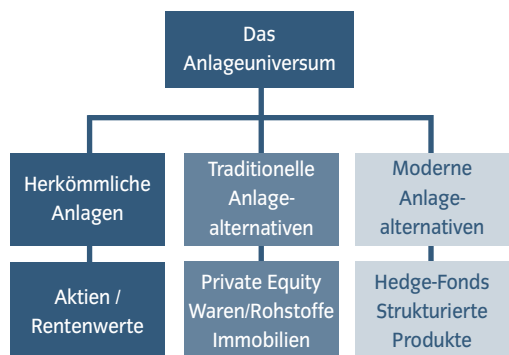 Das
Anlageuniversum
Herkömmliche
Anlagen
Traditionelle
Anlage-
alternativen
Moderne
Anlage-
alternativen
Aktien /
Rentenwerte
Private Equity
Waren/Rohstoffe
Immobilien
Hedge-Fonds
Strukturierte
Produkte